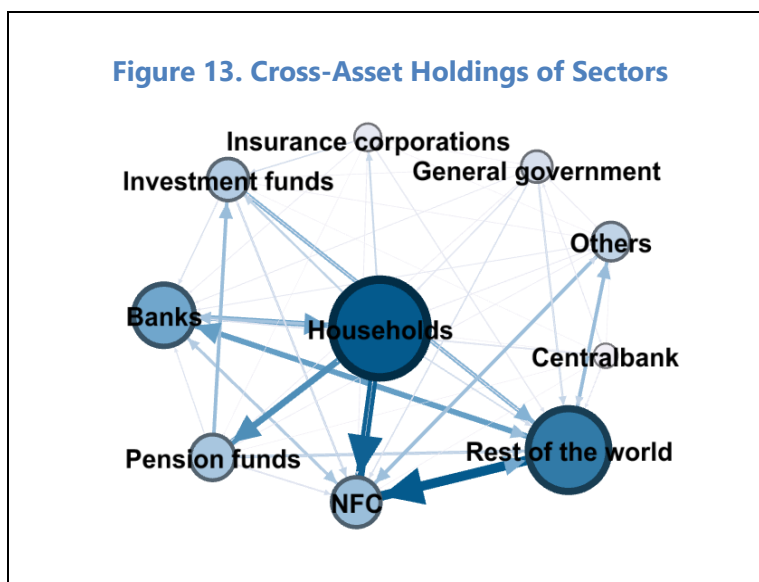 Figure 13. Cross-Asset Holdings of Sectors
Insurance corporations
General government
Investment funds
Others
Banks
Households
Centralbank
Rest of the world
Pension funds
NFC